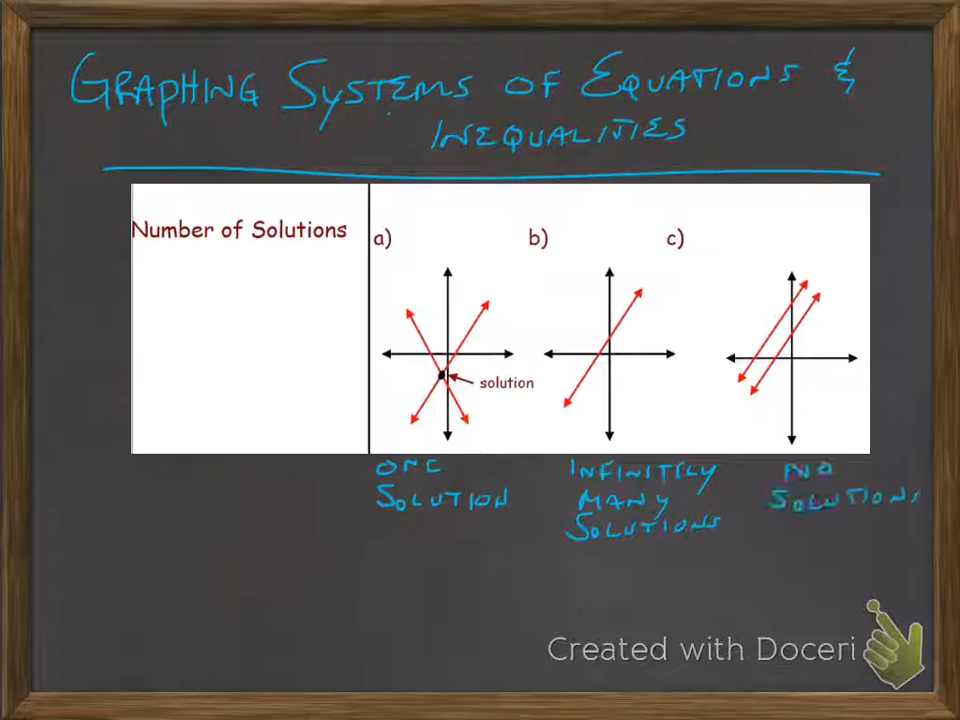 GRAPHING SYSTEMS OF EQUATIONS &
INEQUALITIES
Number of Solutions
a)
b)
c)
solution
ONE
SOLUTION
INFINITELY
MANY
SOLUTIONS
NO
SOLUTIONS
Created with Doceri